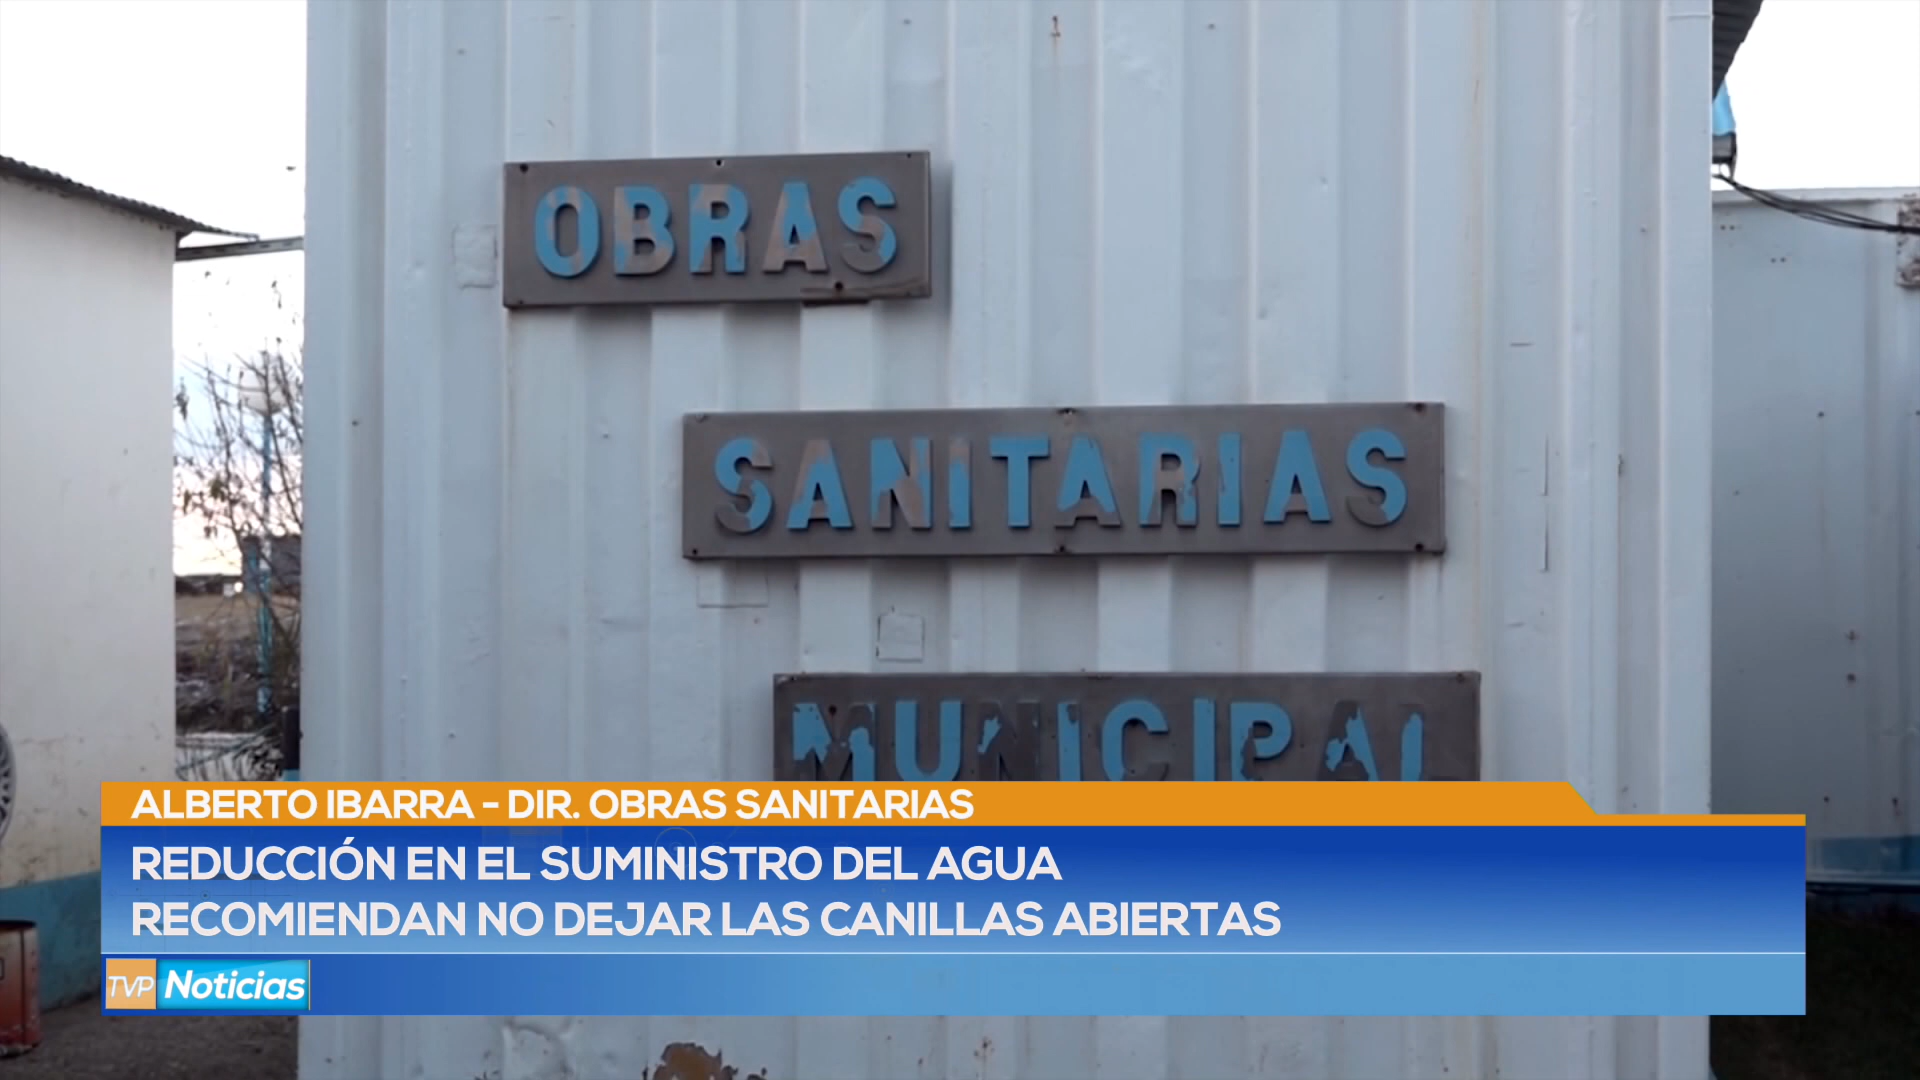 OBRAS
SANITARIAS
MUNICIPAL
ALBERTO IBARRA - DIR. OBRAS SANITARIAS
REDUCCIÓN EN EL SUMINISTRO DEL AGUA
RECOMIENDAN NO DEJAR LAS CANILLAS ABIERTAS
TVP Noticias